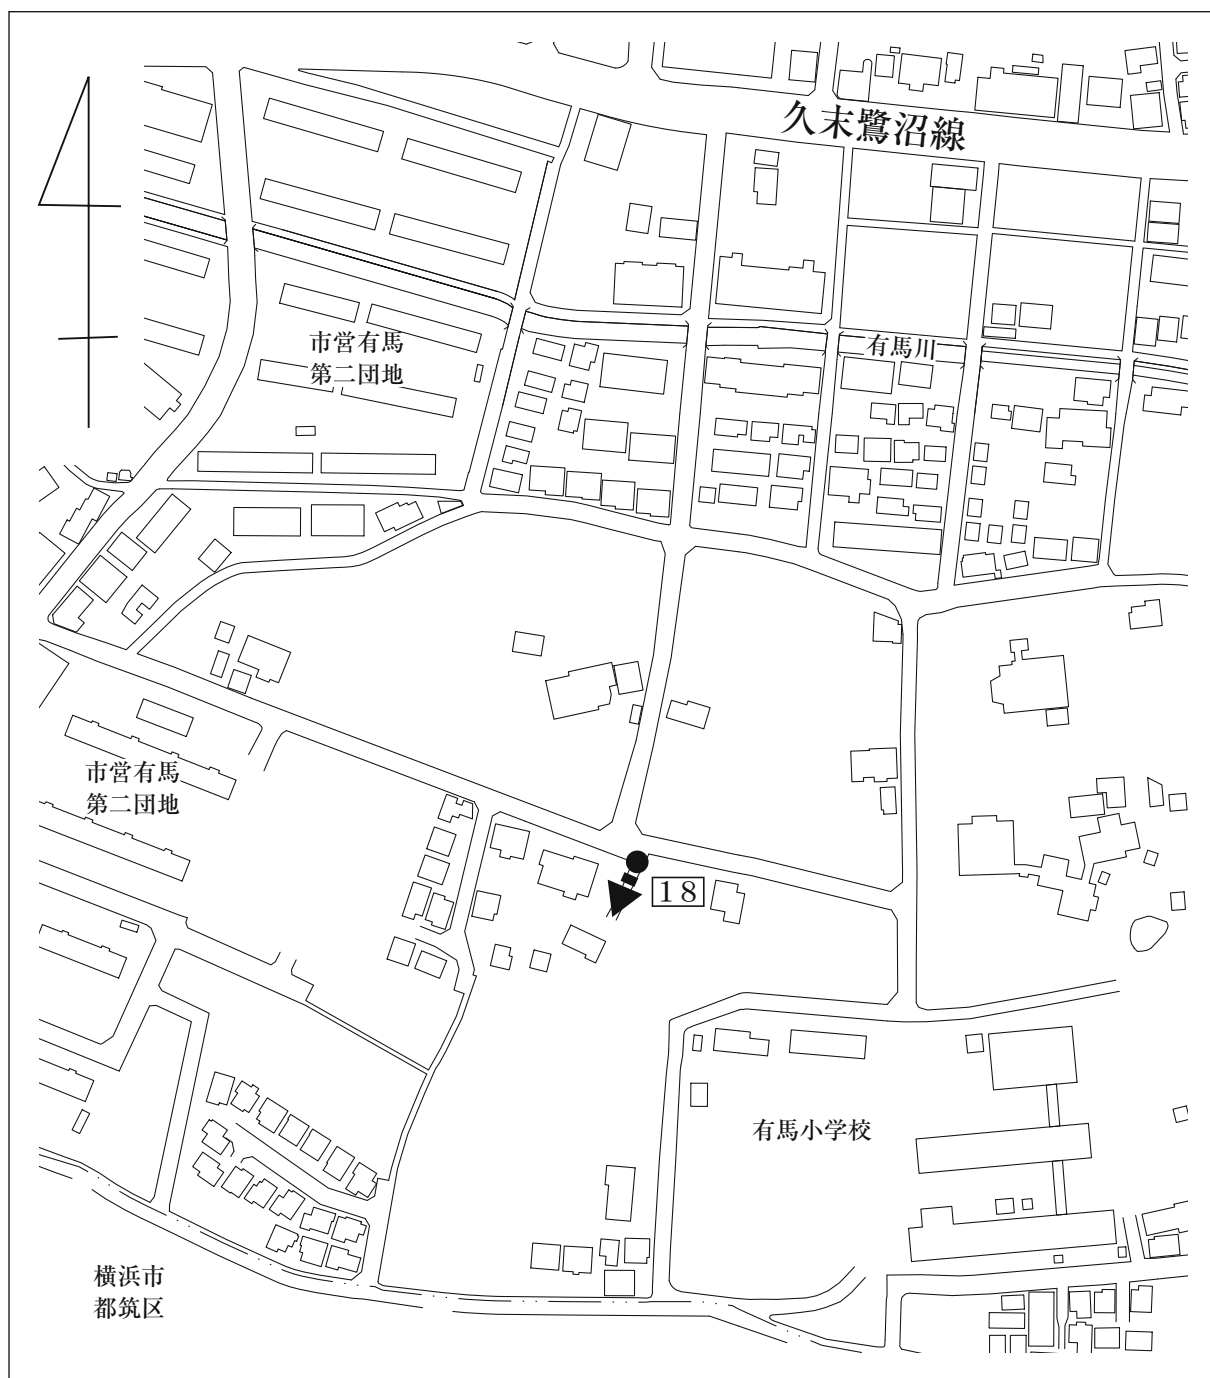 久末鷺沼線
市営有馬
第二団地
有馬川
市営有馬
第二団地
18
有馬小学校
横浜市
都筑区